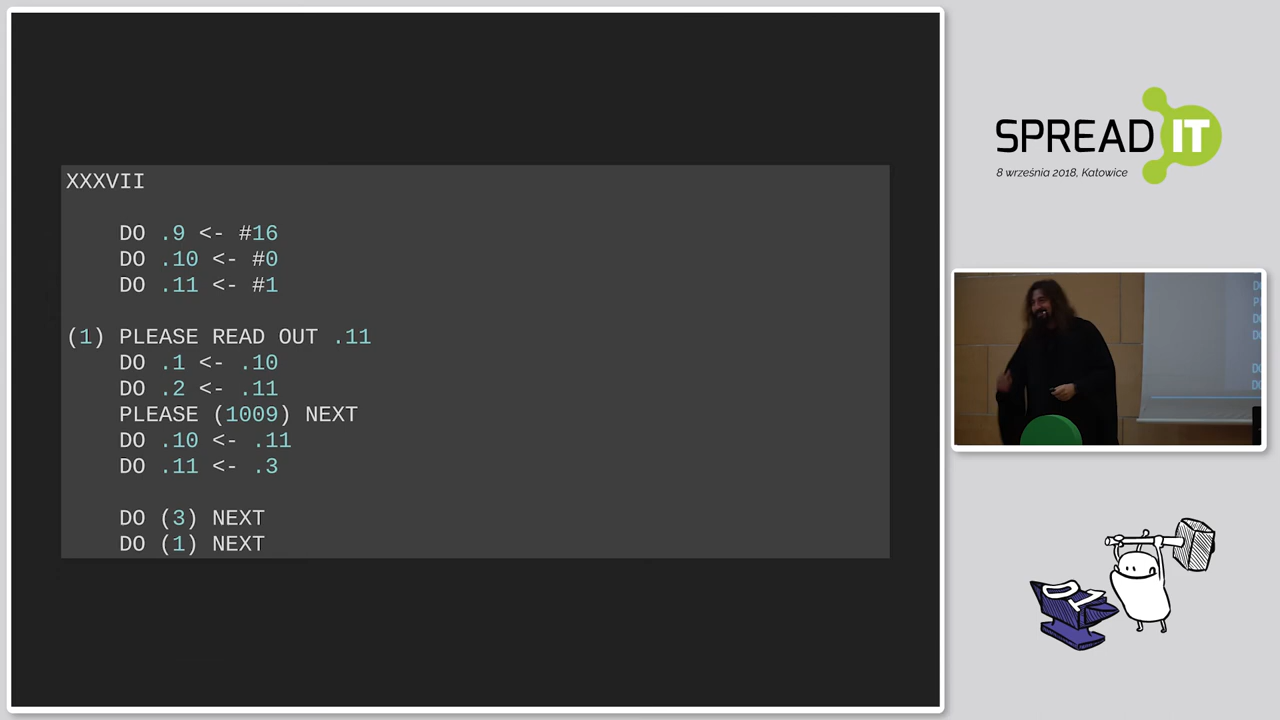 XXXVII
DO .9 <- #16
DO .10 <- #0
DO .11 <- #1
(1) PLEASE READ OUT .11
DO .1 <- .10
DO .2 <- .11
PLEASE (1009) NEXT
DO .10 <- .11
DO .11 <- .3
DO (3) NEXT
DO (1) NEXT
SPREAD IT
8 września 2018, Katowice
01